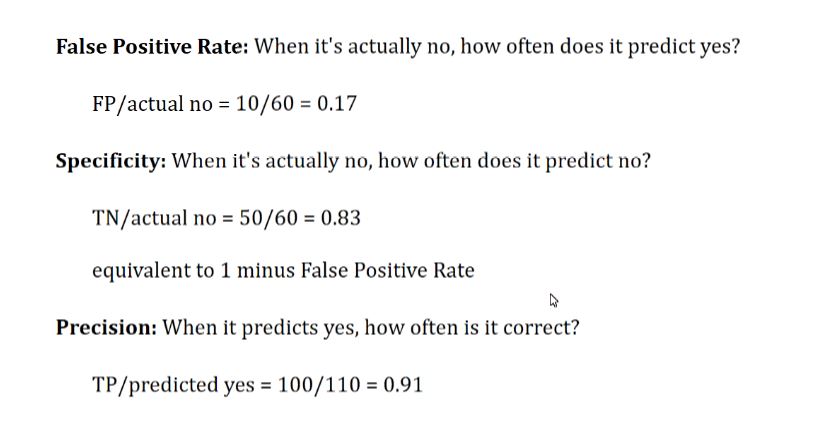 False Positive Rate: When it's actually no, how often does it predict yes?
FP/actual no = 10/60 = 0.17
Specificity: When it's actually no, how often does it predict no?
TN/actual no = 50/60 = 0.83
equivalent to 1 minus False Positive Rate
Precision: When it predicts yes, how often is it correct?
TP/predicted yes = 100/110 = 0.91